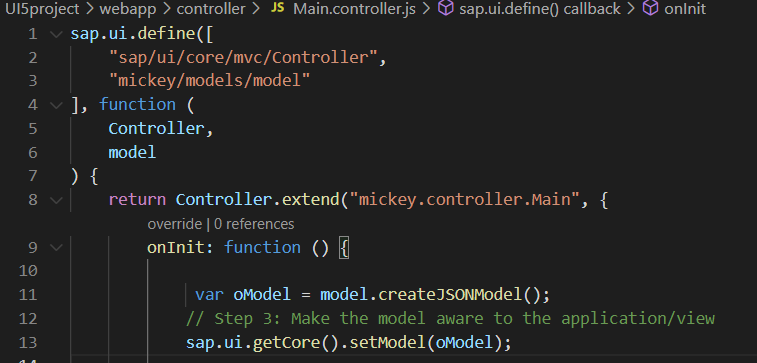 UI5project > webapp > controller > JS Main.controller.js > sap.ui.define() callback > onInit
1 sap.ui.define([
2 "sap/ui/core/mvc/Controller",
3 "mickey/models/model"
4 ], function (
5 Controller,
6 model
7 ) {
8 return Controller.extend("mickey.controller.Main", {
override | 0 references
9 onInit: function () {
10
11 var oModel = model.createJSONModel();
12 // Step 3: Make the model aware to the application/view
13 sap.ui.getCore().setModel(oModel);